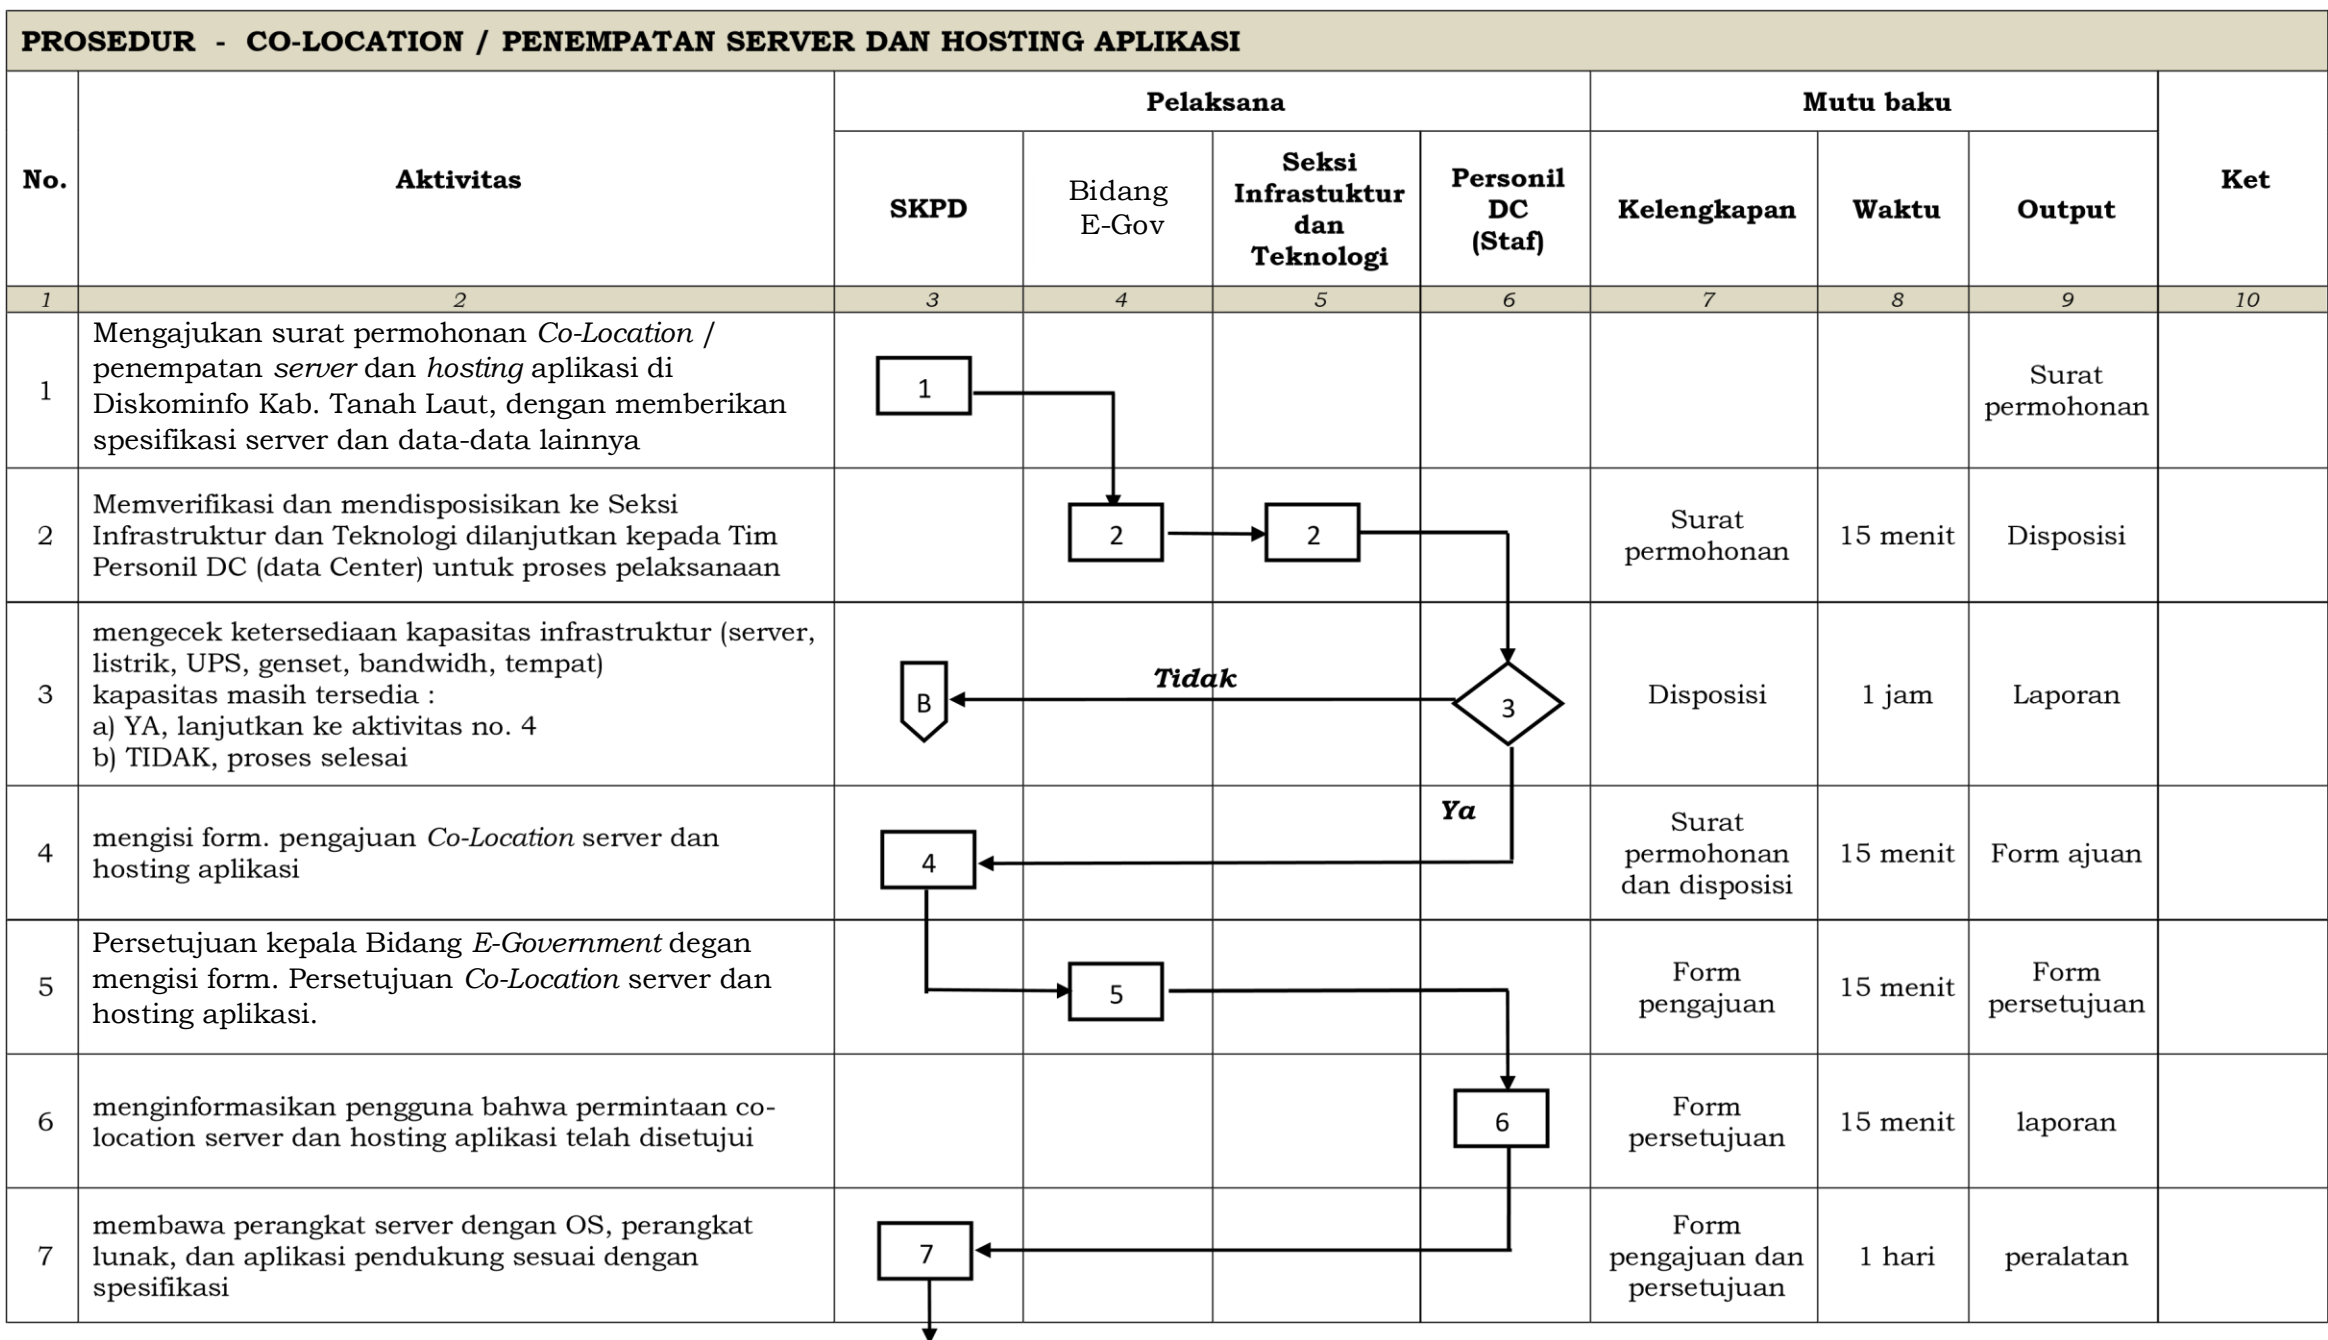 PROSEDUR - CO-LOCATION / PENEMPATAN SERVER DAN HOSTING APLIKASI
No.
Aktivitas
Pelaksana
Mutu baku
Ket
SKPD
Bidang
E-Gov
Seksi
Infrastuktur
dan
Teknologi
Personil
DC
(Staf)
Kelengkapan
Waktu
Output
1
2
3
4
5
6
7
8
9
10
1
Mengajukan surat permohonan Co-Location /
penempatan server dan hosting aplikasi di
Diskominfo Kab. Tanah Laut, dengan memberikan
spesifikasi server dan data-data lainnya
1
Surat
permohonan
2
Memverifikasi dan mendisposisikan ke Seksi
Infrastruktur dan Teknologi dilanjutkan kepada Tim
Personil DC (data Center) untuk proses pelaksanaan
2
2
Surat
permohonan
15 menit
Disposisi
3
mengecek ketersediaan kapasitas infrastruktur (server,
listrik, UPS, genset, bandwidh, tempat)
kapasitas masih tersedia :
a) YA, lanjutkan ke aktivitas no. 4
b) TIDAK, proses selesai
B
Tidak
3
Disposisi
1 jam
Laporan
4
mengisi form. pengajuan Co-Location server dan
hosting aplikasi
4
Ya
Surat
permohonan
dan disposisi
15 menit
Form ajuan
5
Persetujuan kepala Bidang E-Government degan
mengisi form. Persetujuan Co-Location server dan
hosting aplikasi.
5
Form
pengajuan
15 menit
Form
persetujuan
6
menginformasikan pengguna bahwa permintaan co-
location server dan hosting aplikasi telah disetujui
6
Form
persetujuan
15 menit
laporan
7
membawa perangkat server dengan OS, perangkat
lunak, dan aplikasi pendukung sesuai dengan
spesifikasi
7
Form
pengajuan dan
persetujuan
1 hari
peralatan